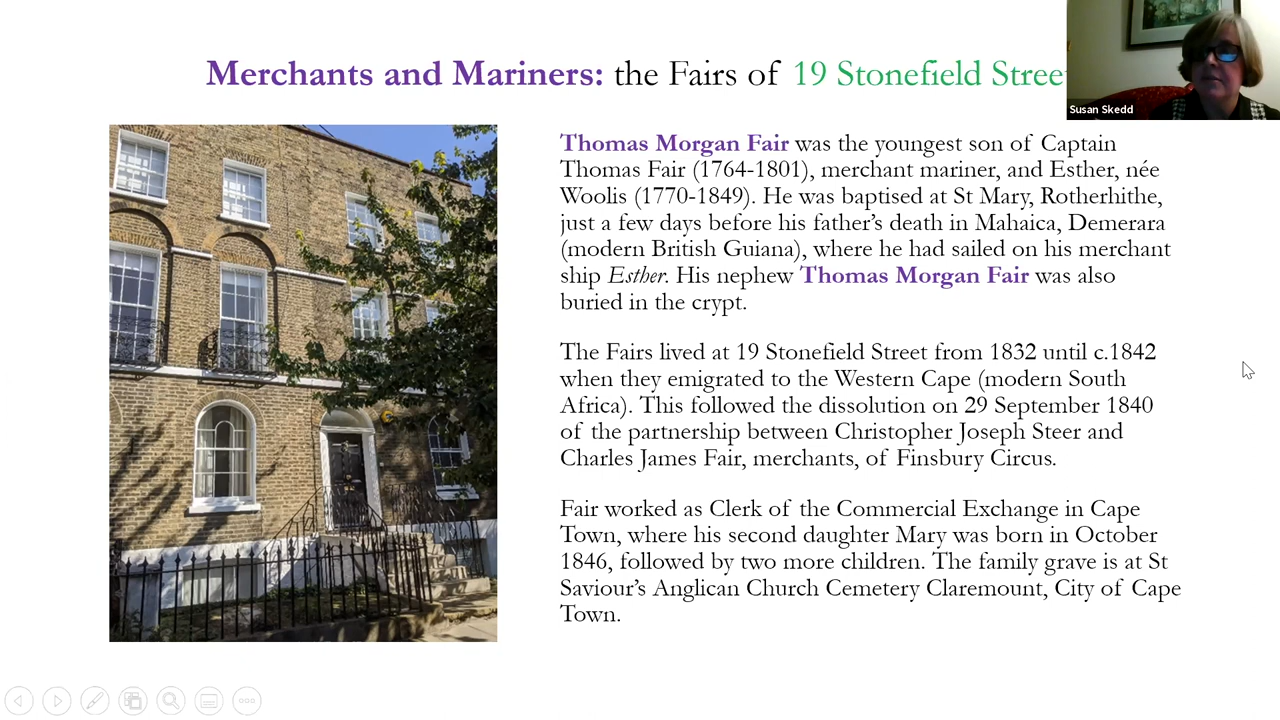 Merchants and Mariners: the Fairs of 19 Stonefield Stree
Susan Skedd
Thomas Morgan Fair was the youngest son of Captain
Thomas Fair (1764-1801), merchant mariner, and Esther, née
Woolis (1770-1849). He was baptised at St Mary, Rotherhithe,
just a few days before his father’s death in Mahaica, Demerara
(modern British Guiana), where he had sailed on his merchant
ship Esther. His nephew Thomas Morgan Fair was also
buried in the crypt.
The Fairs lived at 19 Stonefield Street from 1832 until c.1842
when they emigrated to the Western Cape (modern South
Africa). This followed the dissolution on 29 September 1840
of the partnership between Christopher Joseph Steer and
Charles James Fair, merchants, of Finsbury Circus.
Fair worked as Clerk of the Commercial Exchange in Cape
Town, where his second daughter Mary was born in October
1846, followed by two more children. The family grave is at St
Saviour’s Anglican Church Cemetery Claremont, City of Cape
Town.